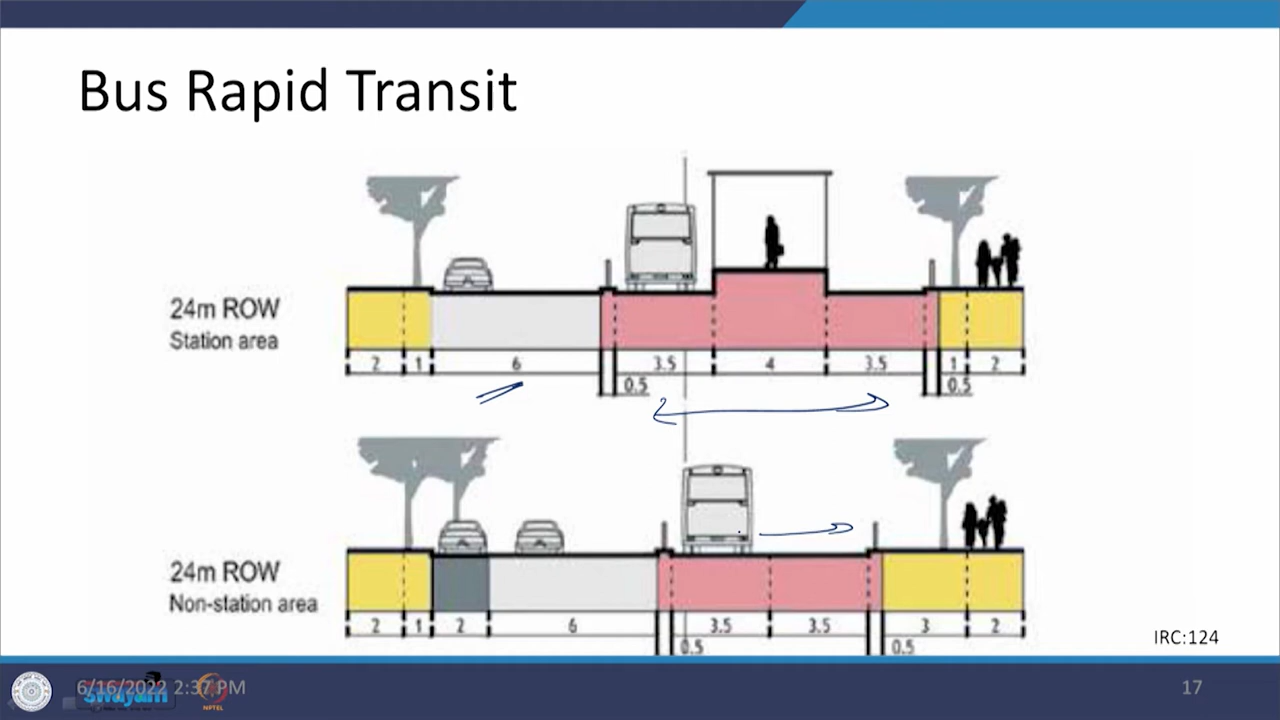 Bus Rapid Transit
24m ROW
Station area
2 1 6 3.5 4 3.5 1 2
0.5 0.5
24m ROW
Non-station area
2 1 2 6 3.5 3.5 3 2
0.5 0.5
IRC:124
6/16/2022 2:37 PM
swayam
NPTEL
17